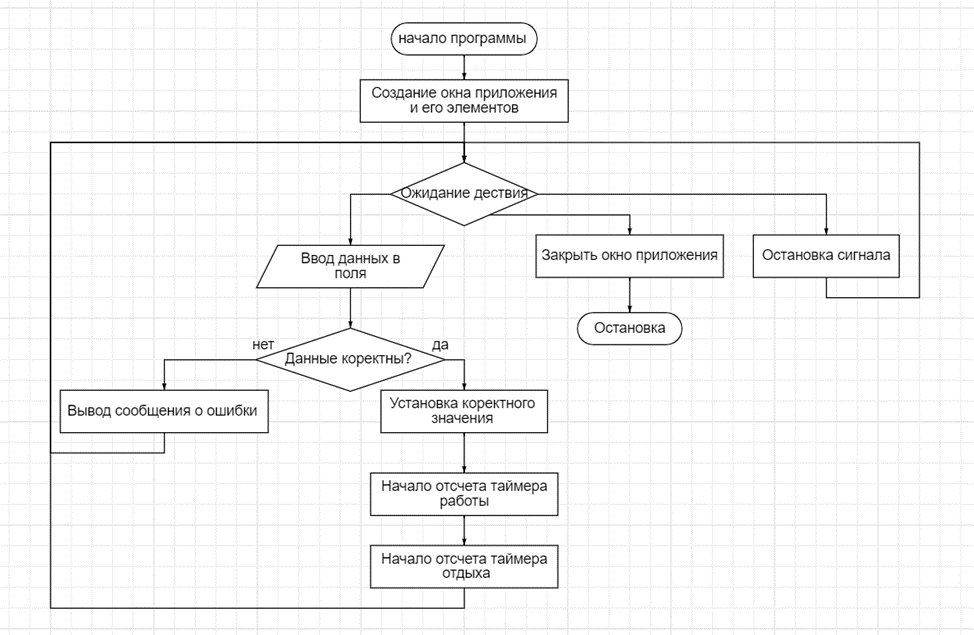 начало программы
Создание окна приложения
и его элементов
Ожидание дествия
Ввод данных в
поля
Закрыть окно приложения
Остановка сигнала
Остановка
нет
да
Данные коректны?
Вывод сообщения о ошибки
Установка коректного
значения
Начало отсчета таймера
работы
Начало отсчета таймера
отдыха